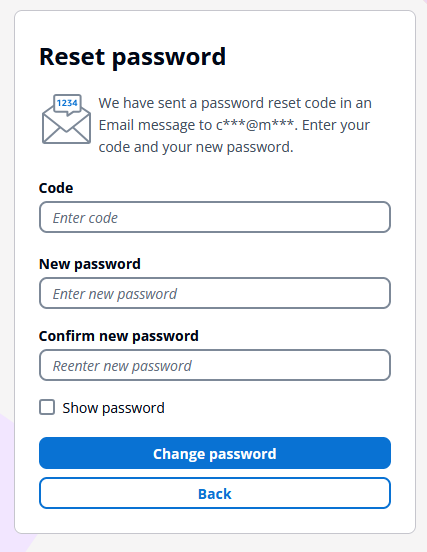 Reset password
1234
We have sent a password reset code in an
Email message to c***@m***. Enter your
code and your new password.
Code
Enter code
New password
Enter new password
Confirm new password
Reenter new password
Show password
Change password
Back